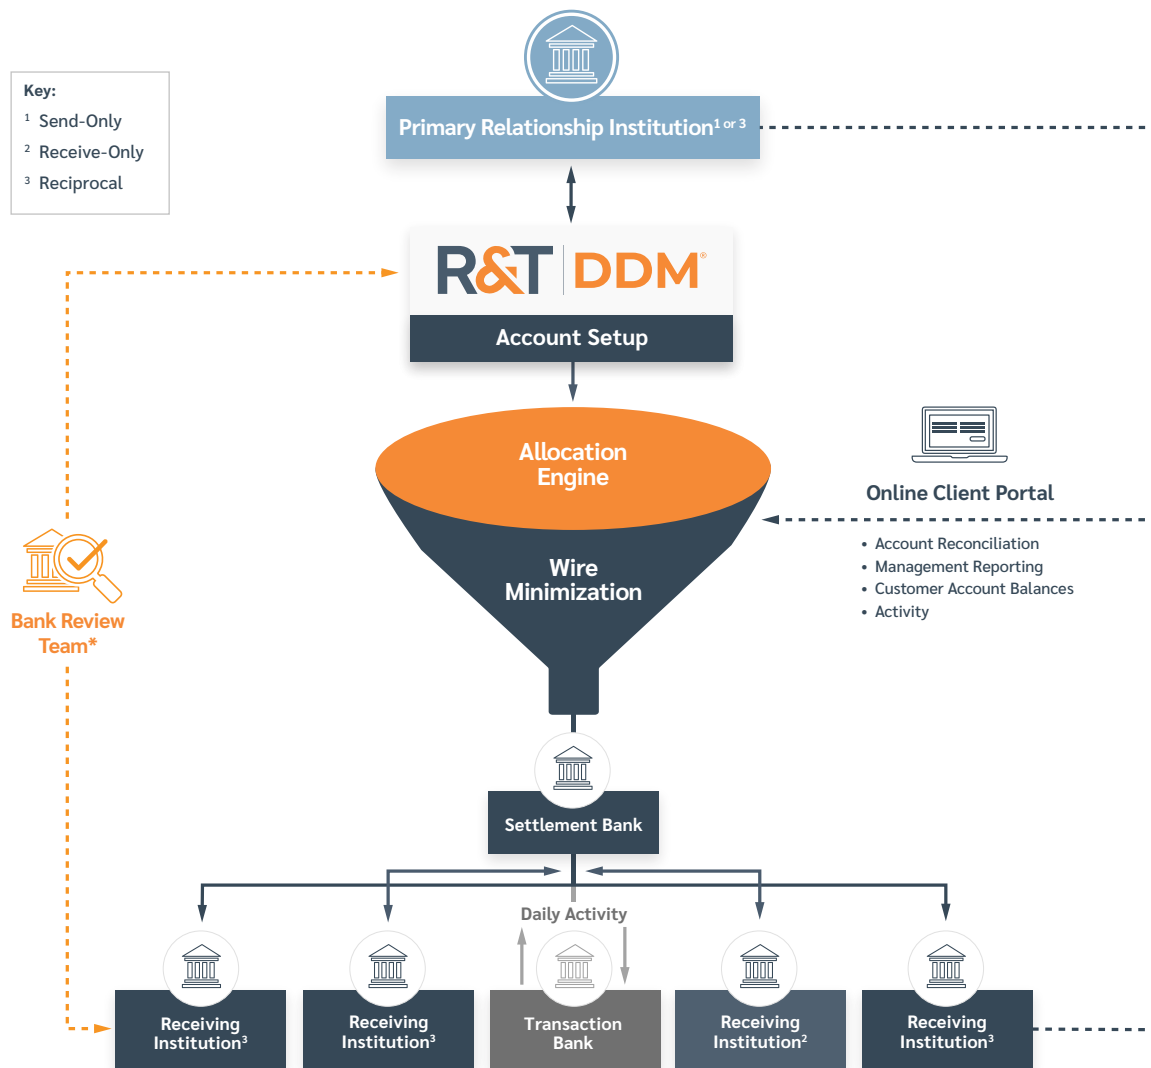 Key:
¹ Send-Only
² Receive-Only
³ Reciprocal
Primary Relationship Institution¹ ᵒʳ ³
R&T | DDM®
Account Setup
Allocation
Engine
Wire
Minimization
Online Client Portal
• Account Reconciliation
• Management Reporting
• Customer Account Balances
• Activity
Bank Review
Team*
Settlement Bank
Daily Activity
Receiving
Institution³
Receiving
Institution³
Transaction
Bank
Receiving
Institution²
Receiving
Institution³